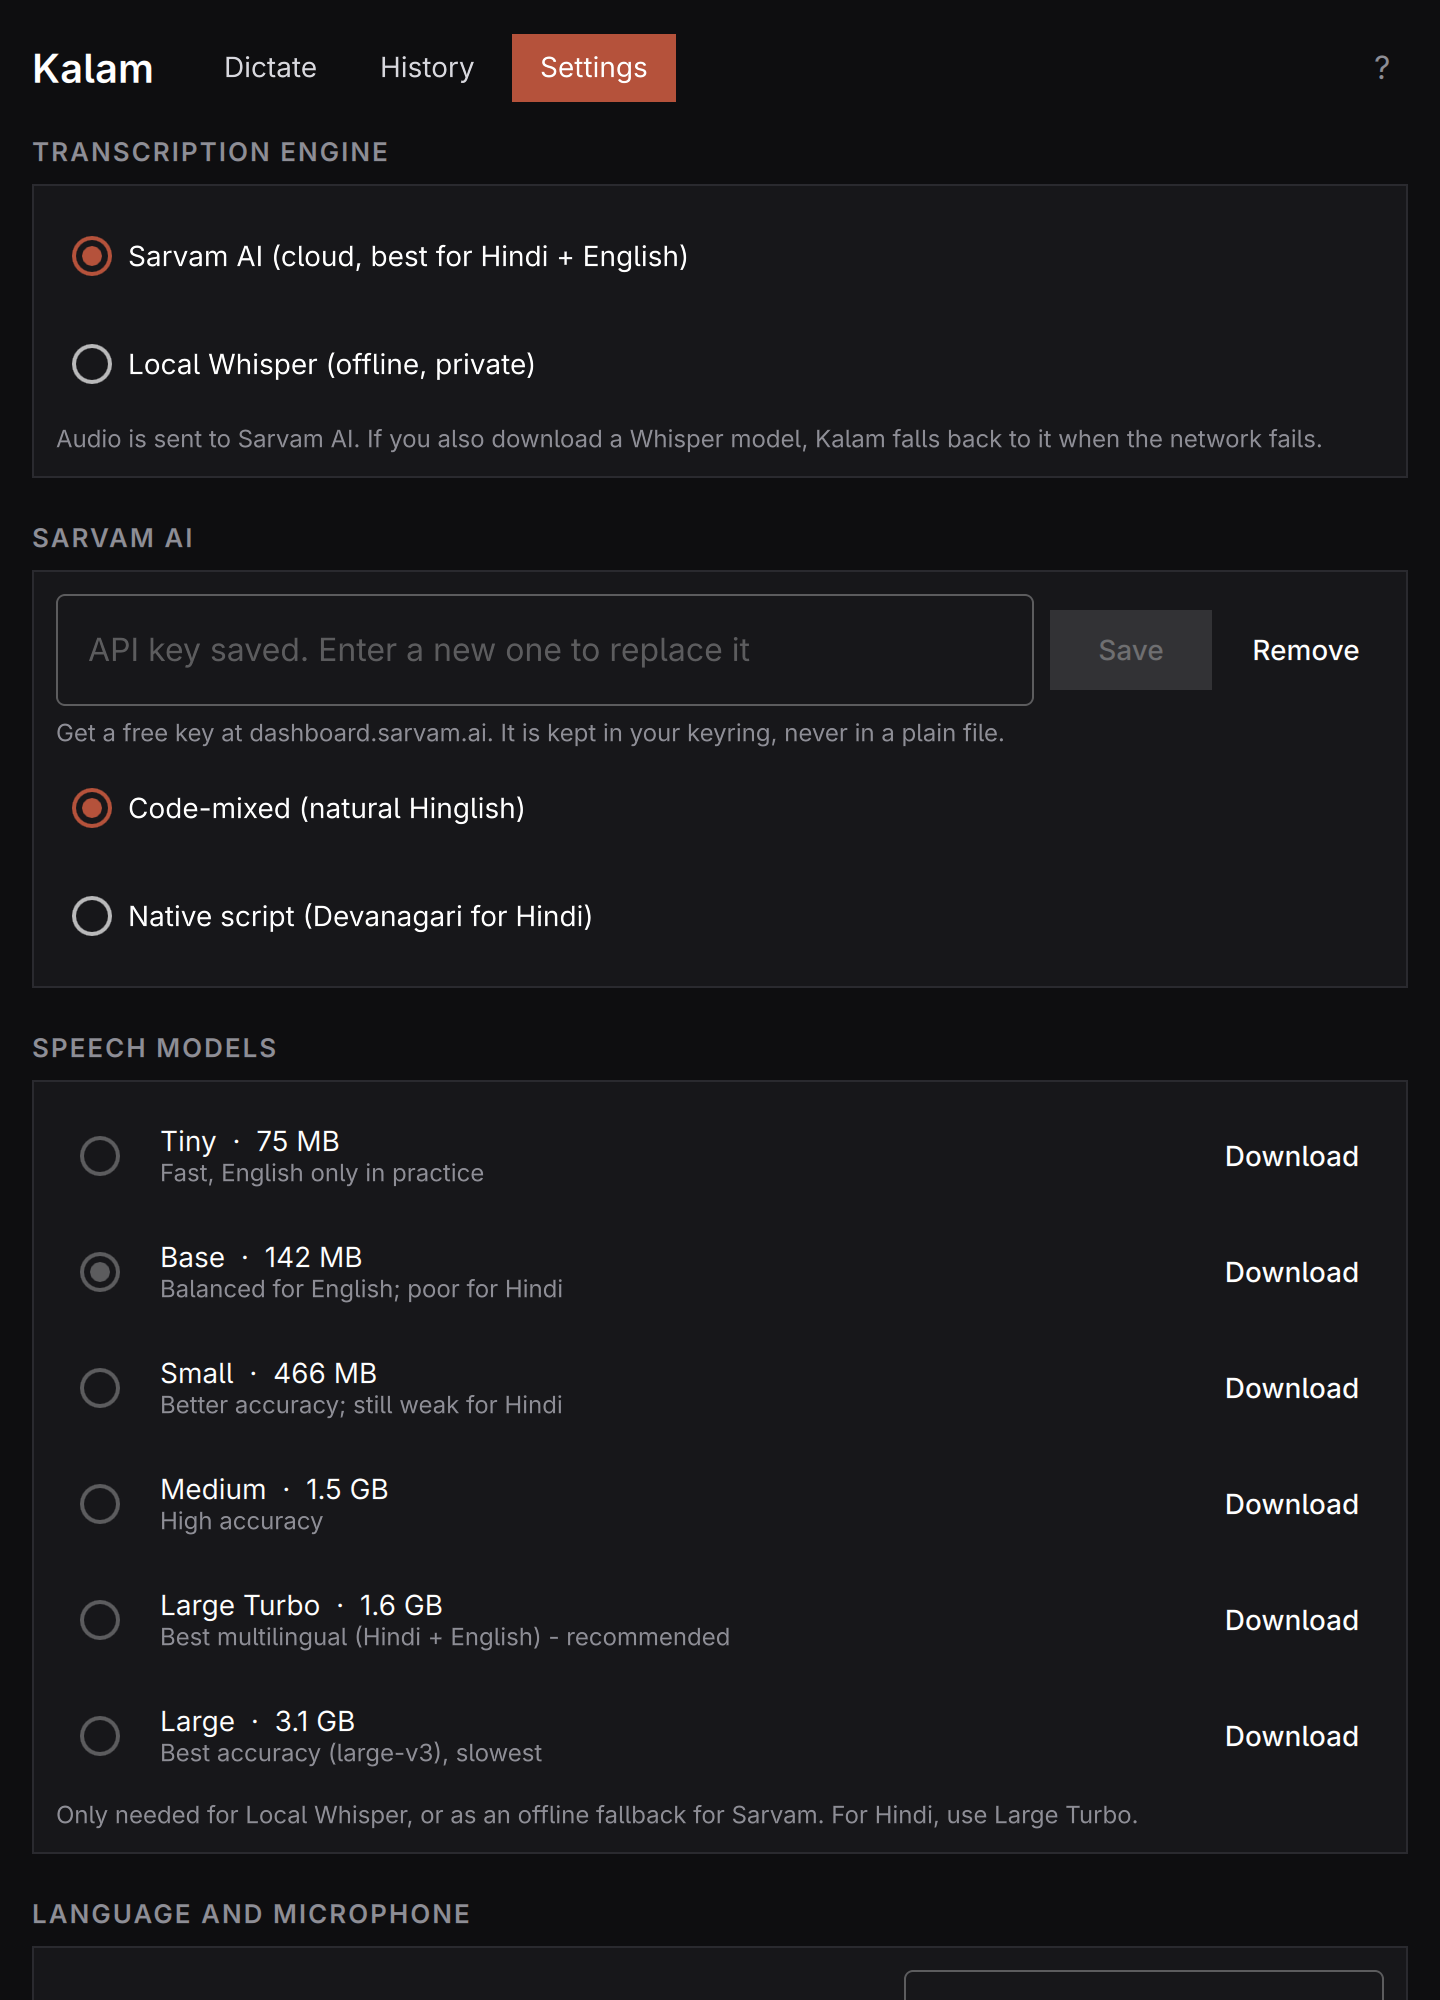 Kalam Dictate History Settings ?
TRANSCRIPTION ENGINE
Sarvam AI (cloud, best for Hindi + English)
Local Whisper (offline, private)
Audio is sent to Sarvam AI. If you also download a Whisper model, Kalam falls back to it when the network fails.
SARVAM AI
API key saved. Enter a new one to replace it Save Remove
Get a free key at dashboard.sarvam.ai. It is kept in your keyring, never in a plain file.
Code-mixed (natural Hinglish)
Native script (Devanagari for Hindi)
SPEECH MODELS
Tiny · 75 MB
Fast, English only in practice
Download
Base · 142 MB
Balanced for English; poor for Hindi
Download
Small · 466 MB
Better accuracy; still weak for Hindi
Download
Medium · 1.5 GB
High accuracy
Download
Large Turbo · 1.6 GB
Best multilingual (Hindi + English) - recommended
Download
Large · 3.1 GB
Best accuracy (large-v3), slowest
Download
Only needed for Local Whisper, or as an offline fallback for Sarvam. For Hindi, use Large Turbo.
LANGUAGE AND MICROPHONE